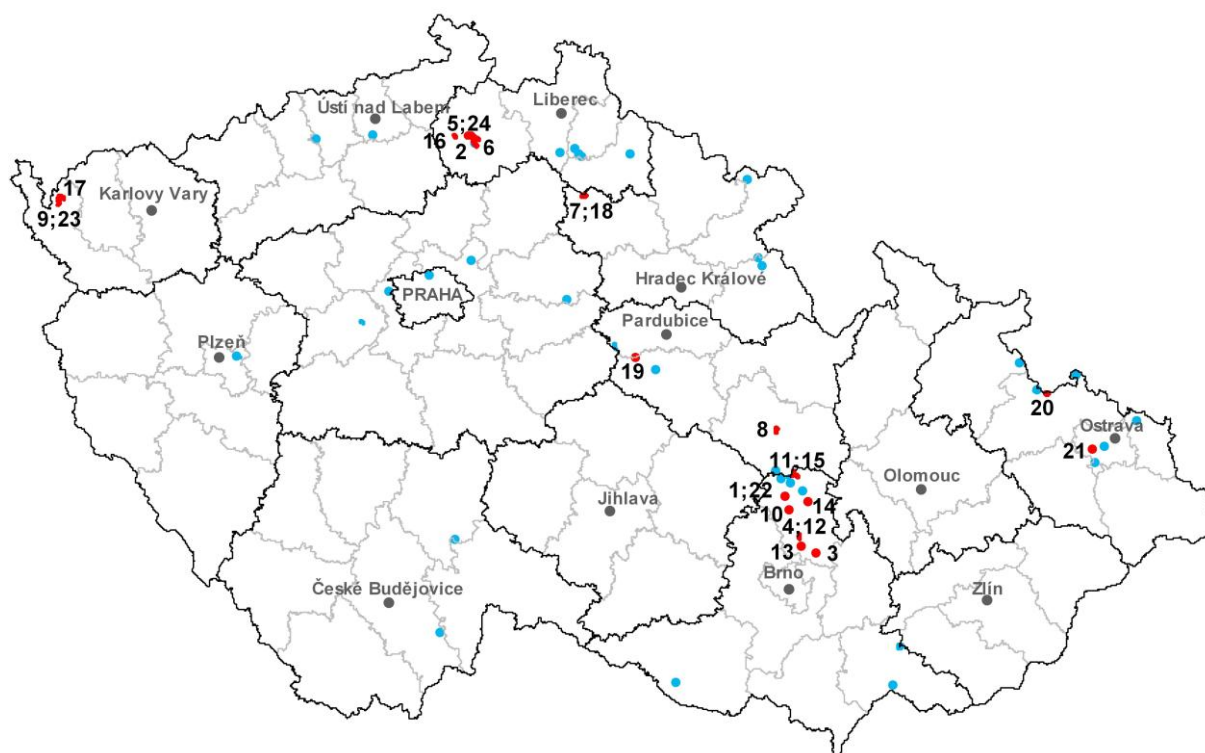 Ústí nad Labem
Liberec
5;24
16
2
6
17
Karlovy Vary
9;23
7;18
Hradec Králové
PRAHA
Pardubice
Plzeň
19
20
8
Ostrava
21
11;15
Olomouc
1;22
Jihlava
14
10
4;12
13
3
Brno
České Budějovice
Zlín